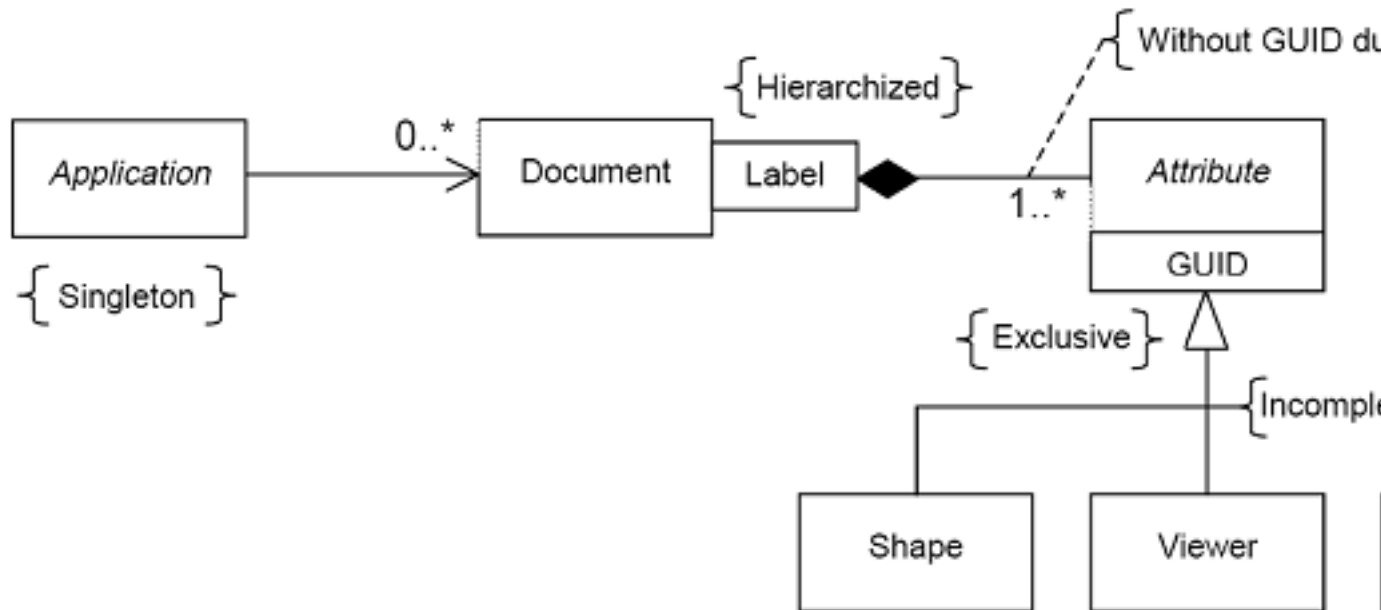 { Without GUID
{ Hierarchized }
Application
0..*
Document
Label
1..*
Attribute
GUID
{ Singleton }
{ Exclusive }
{
Shape
Viewer